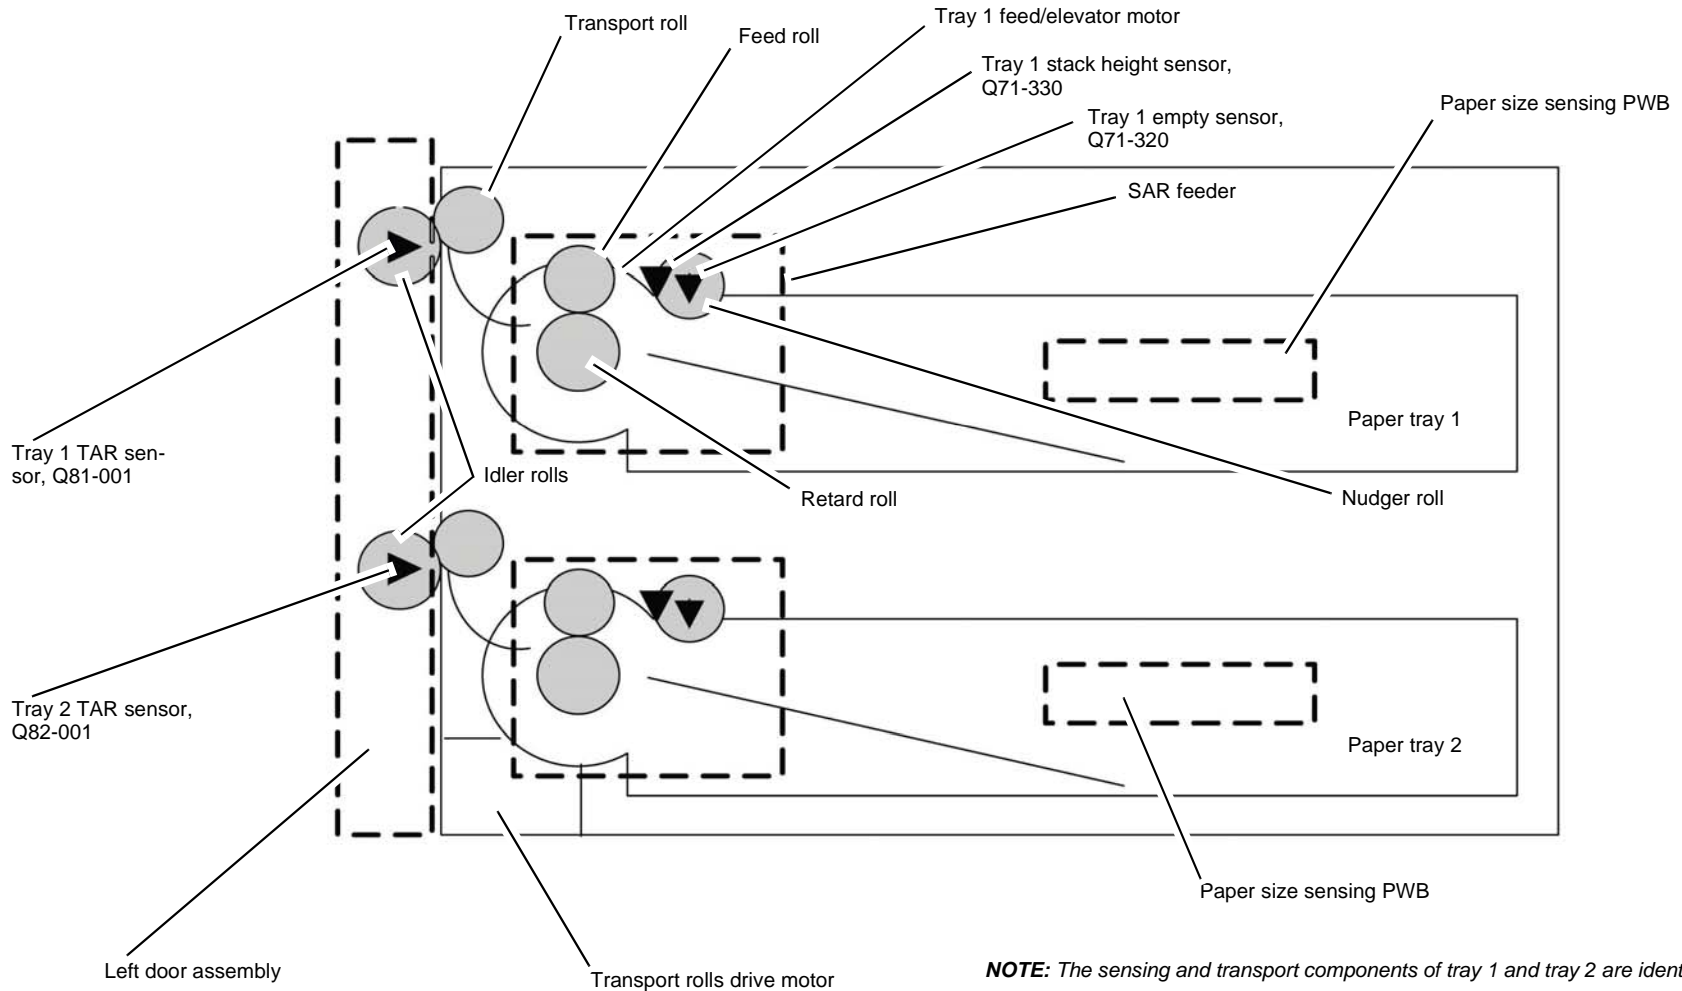 Transport roll
Feed roll
Tray 1 feed/elevator motor
Tray 1 stack height sensor,
Q71-330
Tray 1 empty sensor,
Q71-320
Paper size sensing PWB
SAR feeder
Tray 1 TAR sen-
sor, Q81-001
Idler rolls
Retard roll
Nudger roll
Paper tray 1
Tray 2 TAR sensor,
Q82-001
Paper tray 2
Paper size sensing PWB
Left door assembly
Transport rolls drive motor
NOTE: The sensing and transport components of tray 1 and tray 2 are ident